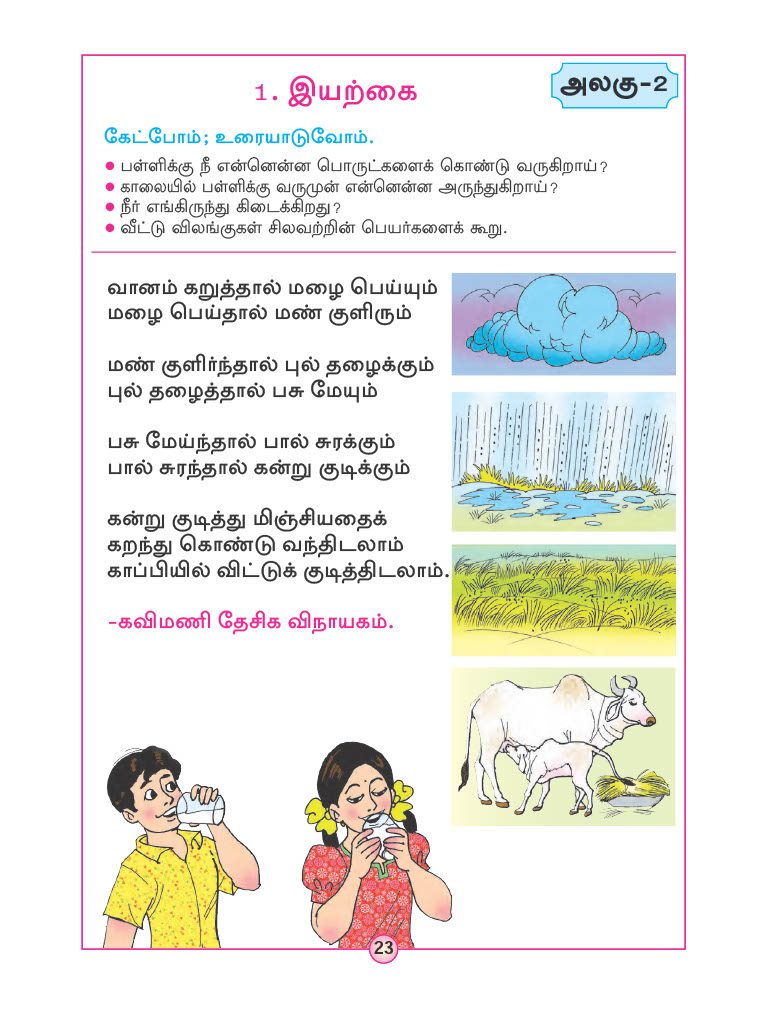 1. இயற்கை
அலகு-2
கேட்போம்; உரையாடுவோம்.
● பள்ளிக்கு நீ என்னென்ன பொருட்களைக் கொண்டு வருகிறாய்?
● காலையில் பள்ளிக்கு வருமுன் என்னென்ன அருந்துகிறாய்?
● நீர் எங்கிருந்து கிடைக்கிறது?
● வீட்டு விலங்குகள் சிலவற்றின் பெயர்களைக் கூறு.
வானம் கறுத்தால் மழை பெய்யும்
மழை பெய்தால் மண் குளிரும்
மண் குளிர்ந்தால் புல் தழைக்கும்
புல் தழைத்தால் பசு மேயும்
பசு மேய்ந்தால் பால் சுரக்கும்
பால் சுரந்தால் கன்று குடிக்கும்
கன்று குடித்து மிஞ்சியதைக்
கறந்து கொண்டு வந்திடலாம்
காப்பியில் விட்டுக் குடித்திடலாம்.
-கவிமணி தேசிக விநாயகம்.
23